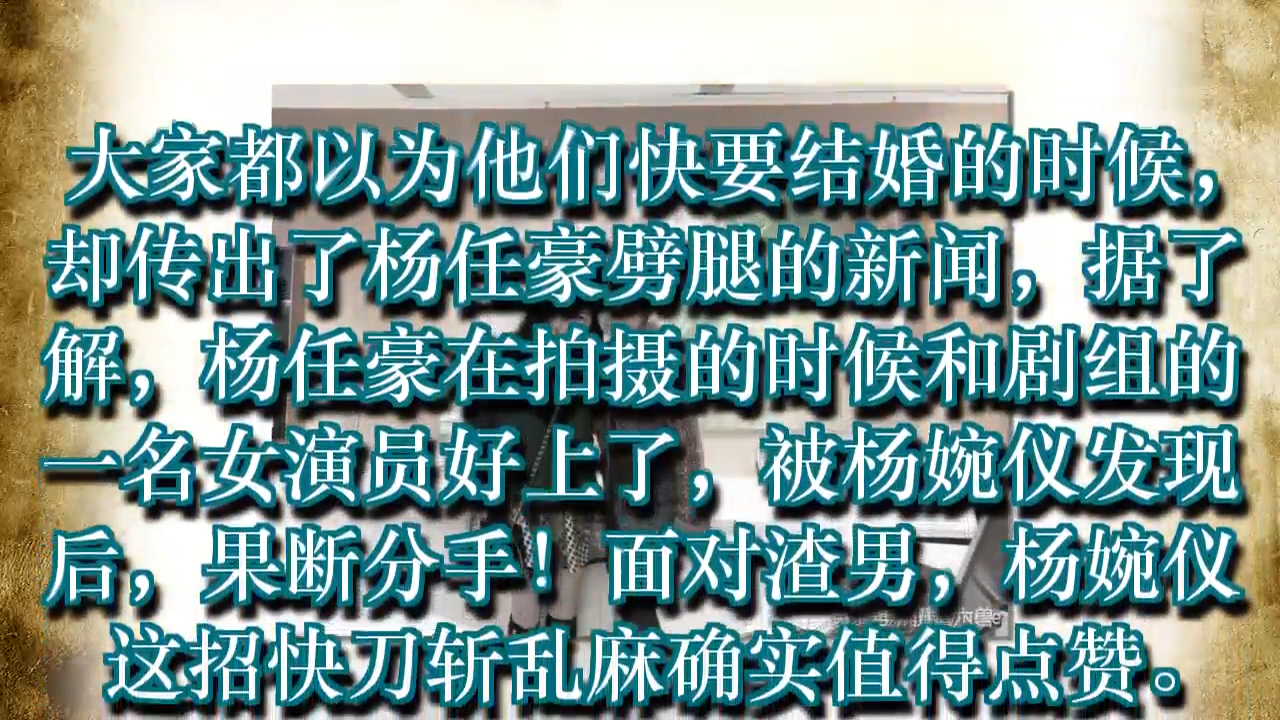 大家都以为他们快要结婚的时候，
却传出了杨任豪劈腿的新闻，据了
解，杨任豪在拍摄的时候和剧组的
一名女演员好上了，被杨婉仪发现
后，果断分手！面对渣男，杨婉仪
这招快刀斩乱麻确实值得点赞。